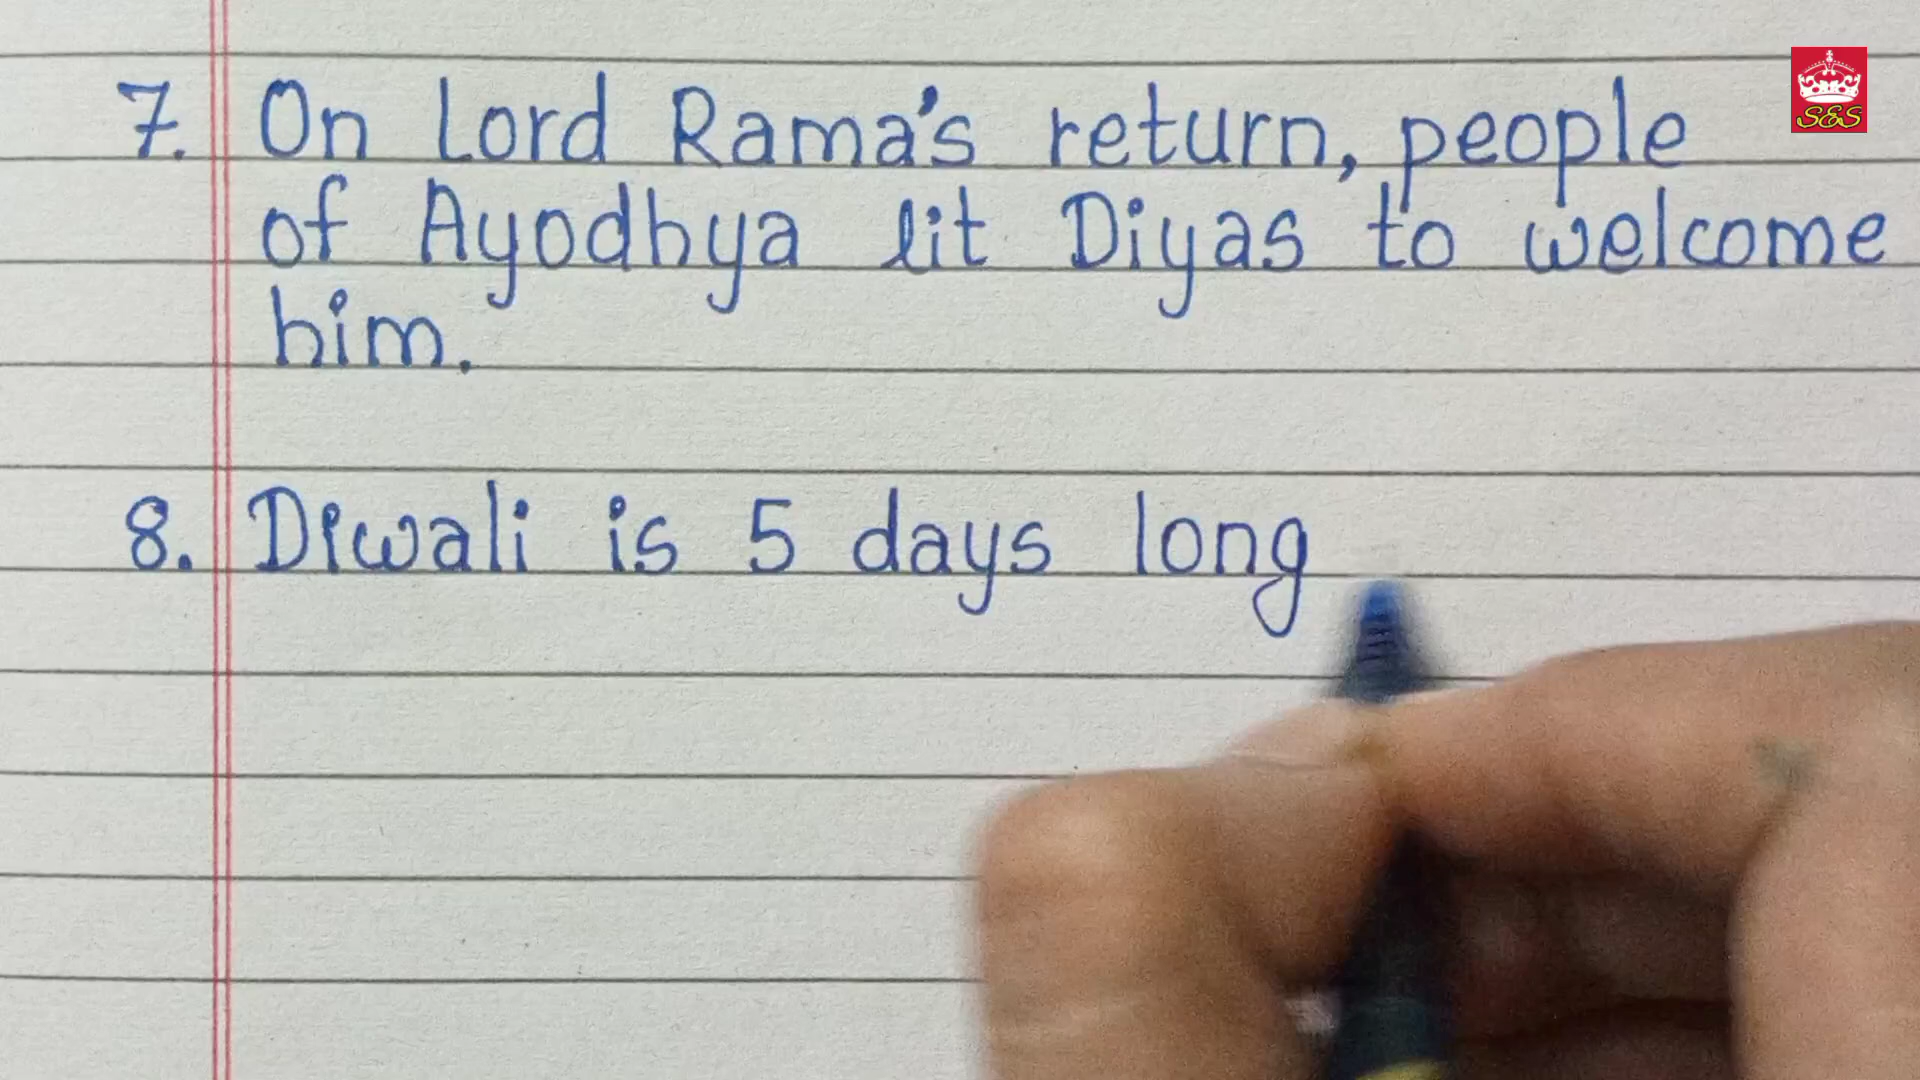 7. On Lord Rama's return, people
of Ayodhya lit Diyas to welcome
him.
8. Diwali is 5 days long
S&S